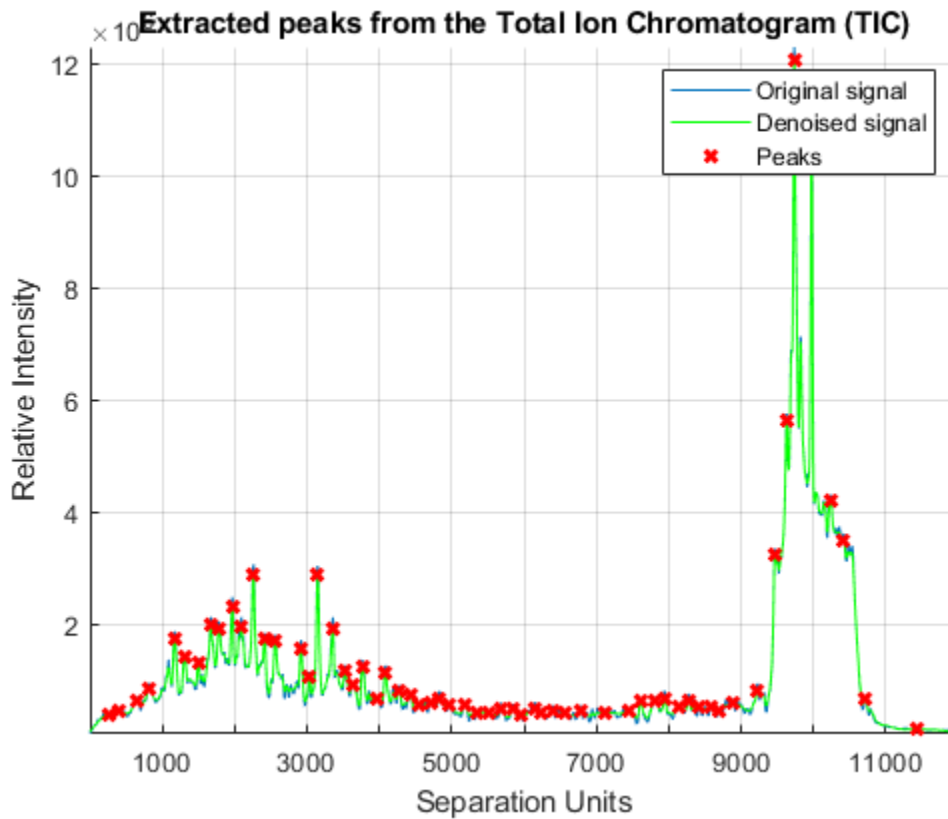 Extracted peaks from the Total Ion Chromatogram (TIC)
× 10
12
10
8
6
4
2
Original signal
Denoised signal
Peaks
Relative Intensity
1000 3000 5000 7000 9000 11000
Separation Units